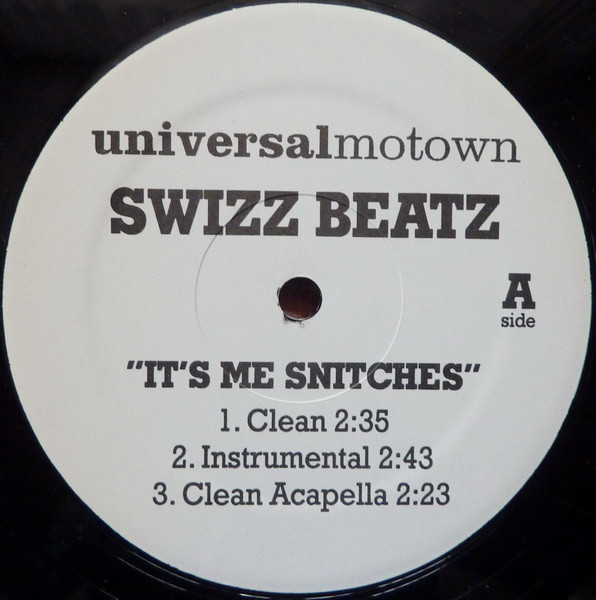 universalmotown
SWIZZ BEATZ
A
side
"IT'S ME SNITCHES"
1. Clean 2:35
2. Instrumental 2:43
3. Clean Acapella 2:23